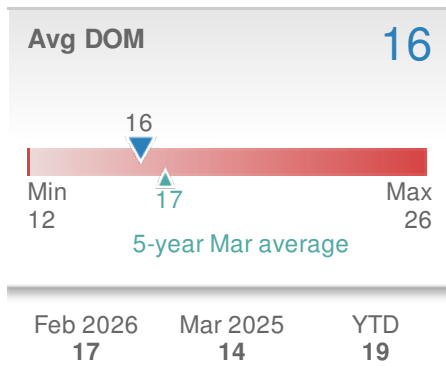 Avg DOM 16
16
Min Max
12 17 26
5-year Mar average
Feb 2026 Mar 2025 YTD
17 14 19